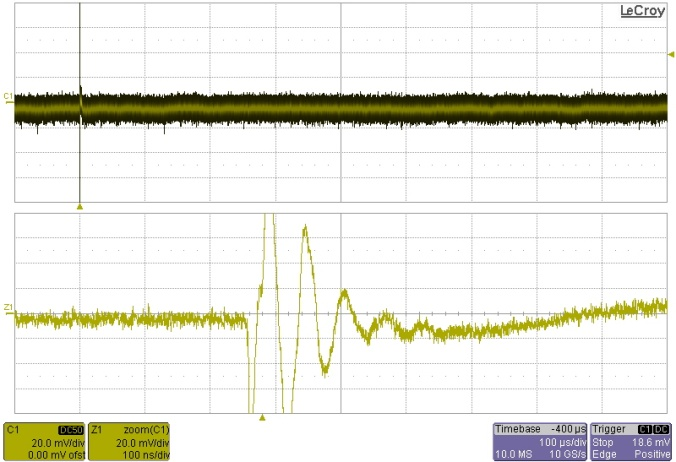 LeCroy
C1
Z1
C1 DC50
20.0 mV/div
0.00 mV ofst
Z1 zoom(C1)
20.0 mV/div
100 ns/div
Timebase -400 µs
100 µs/div
10.0 MS 10 GS/s
Trigger C1 DC
Stop 18.6 mV
Edge Positive